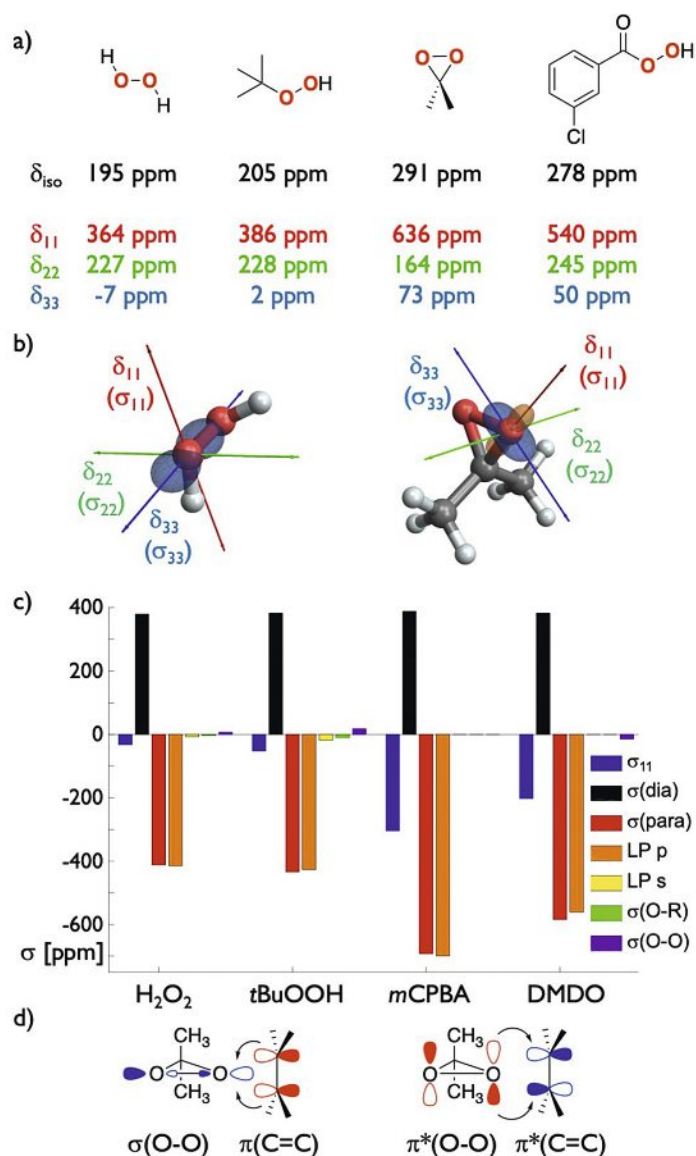 a)
H O-O H
O OH
O-O
O O OH Cl
δiso 195 ppm 205 ppm 291 ppm 278 ppm
δ11 364 ppm 386 ppm 636 ppm 540 ppm
δ22 227 ppm 228 ppm 164 ppm 245 ppm
δ33 -7 ppm 2 ppm 73 ppm 50 ppm
b)
δ11
(σ11)
δ22
(σ22)
δ33
(σ33)
δ33
(σ33)
δ11
(σ11)
δ22
(σ22)
c)
400
200
0
-200
-400
-600
σ [ppm]
σ11
σ(dia)
σ(para)
LP p
LP s
σ(O-R)
σ(O-O)
H2O2 tBuOOH mCPBA DMDO
d)
CH3 CH3
O O O O
CH3 CH3
σ(O-O) π(C=C) π*(O-O) π*(C=C)